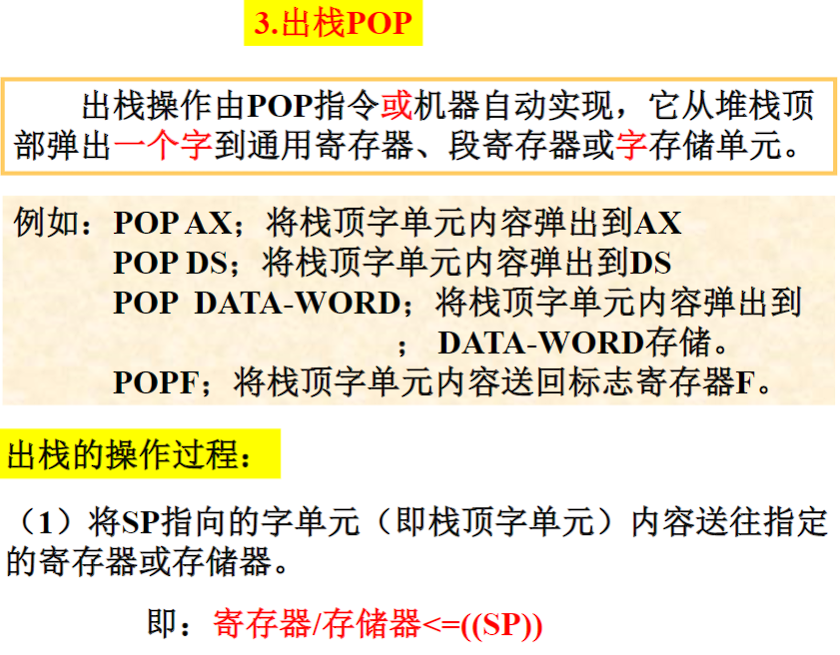 3.出栈POP
出栈操作由POP指令或机器自动实现，它从堆栈顶
部弹出一个字到通用寄存器、段寄存器或字存储单元。
例如：POP AX；将栈顶字单元内容弹出到AX
POP DS；将栈顶字单元内容弹出到DS
POP DATA-WORD；将栈顶字单元内容弹出到
； DATA-WORD存储。
POPF；将栈顶字单元内容送回标志寄存器F。
出栈的操作过程：
（1）将SP指向的字单元（即栈顶字单元）内容送往指定
的寄存器或存储器。
即：寄存器/存储器<=((SP))